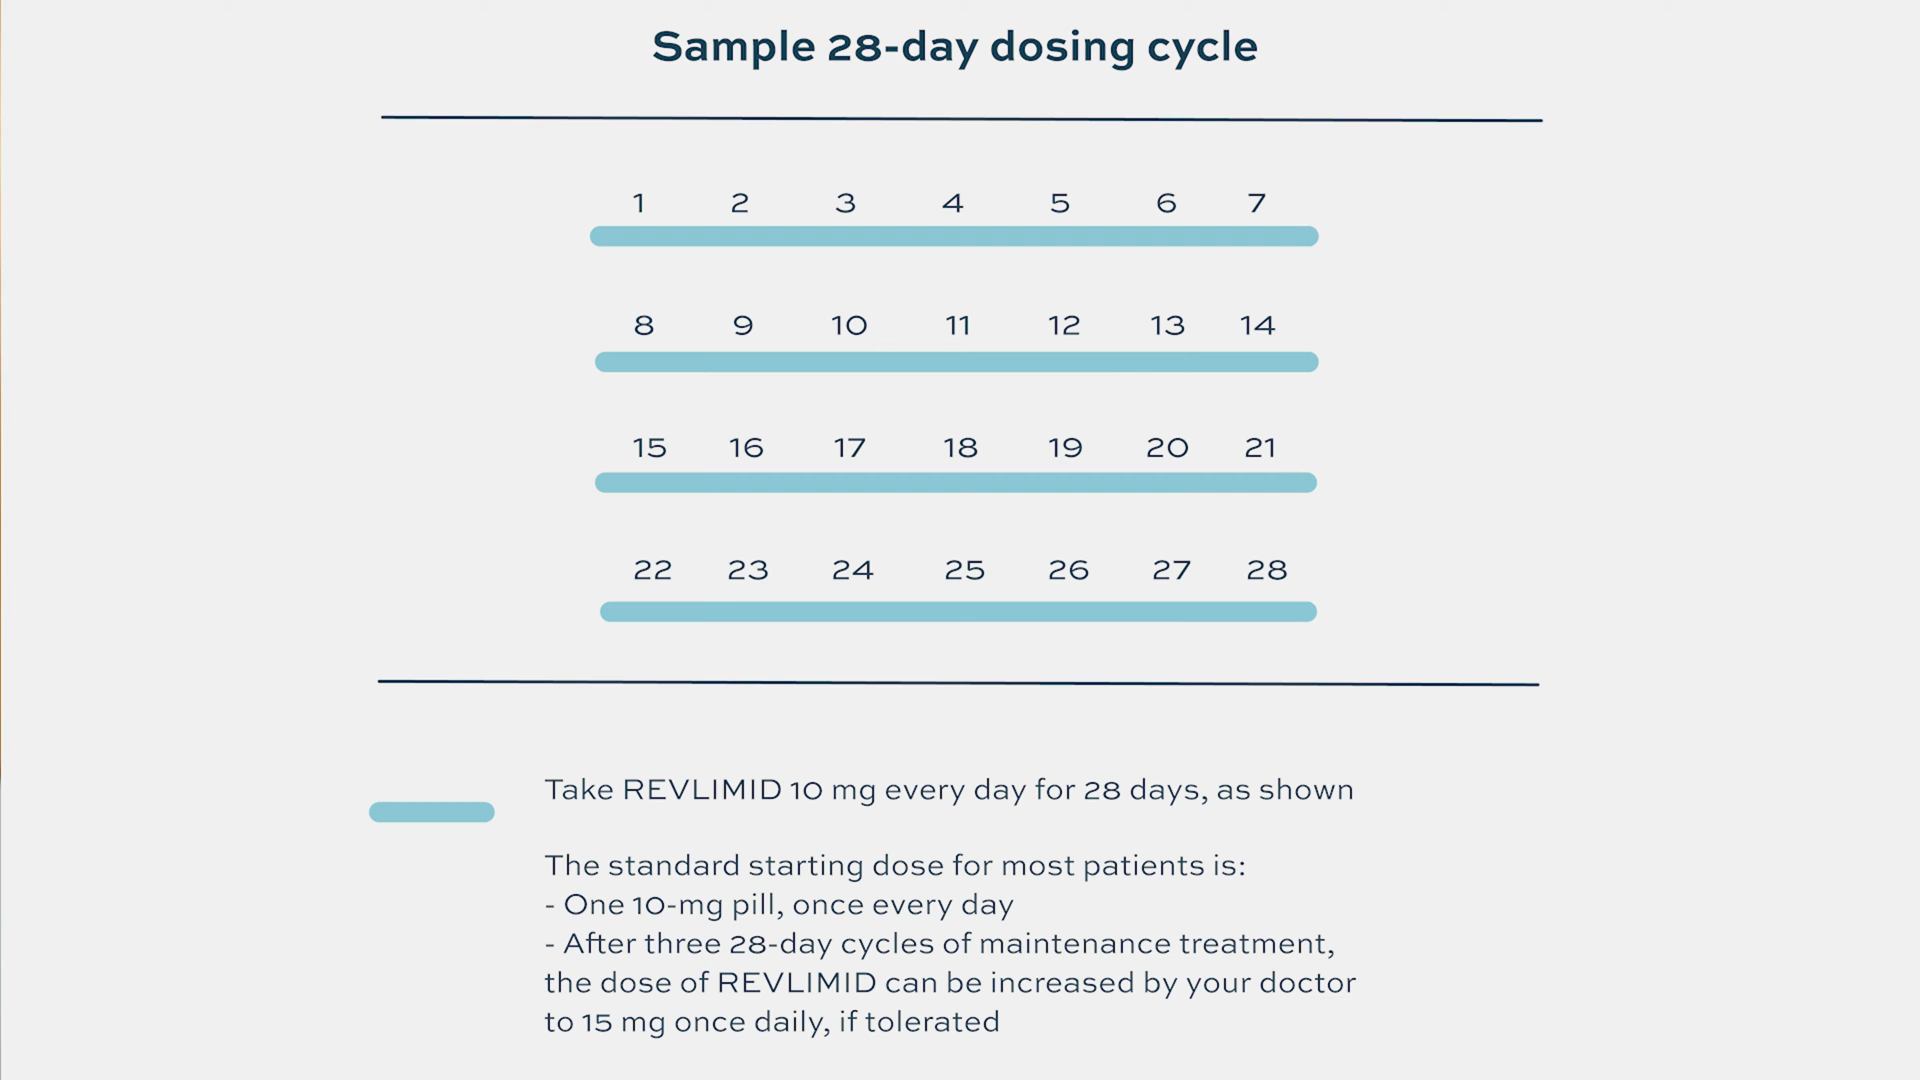 Sample 28-day dosing cycle
1 2 3 4 5 6 7
8 9 10 11 12 13 14
15 16 17 18 19 20 21
22 23 24 25 26 27 28
Take REVLIMID 10 mg every day for 28 days, as shown
The standard starting dose for most patients is:
- One 10-mg pill, once every day
- After three 28-day cycles of maintenance treatment,
the dose of REVLIMID can be increased by your doctor
to 15 mg once daily, if tolerated